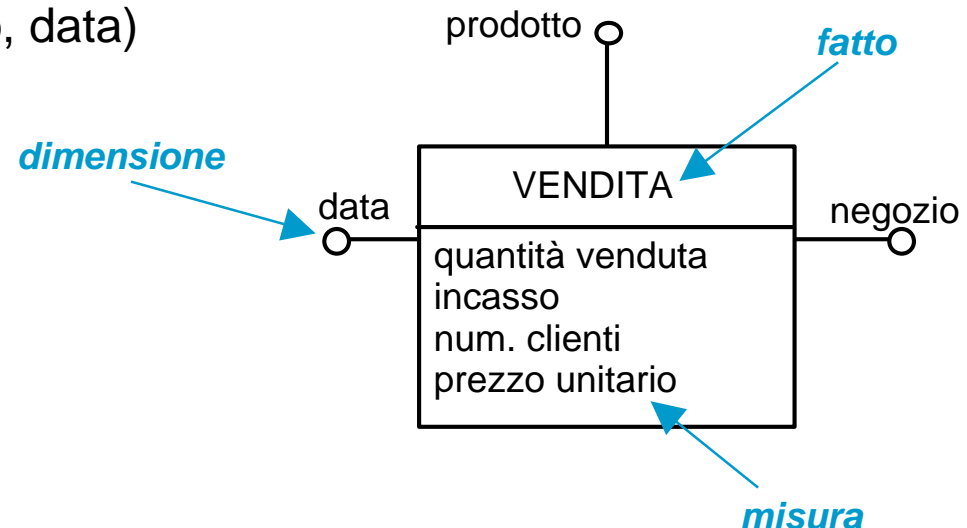 , data)
prodotto
fatto
dimensione
VENDITA
data
negozio
quantità venduta
incasso
num. clienti
prezzo unitario
misura